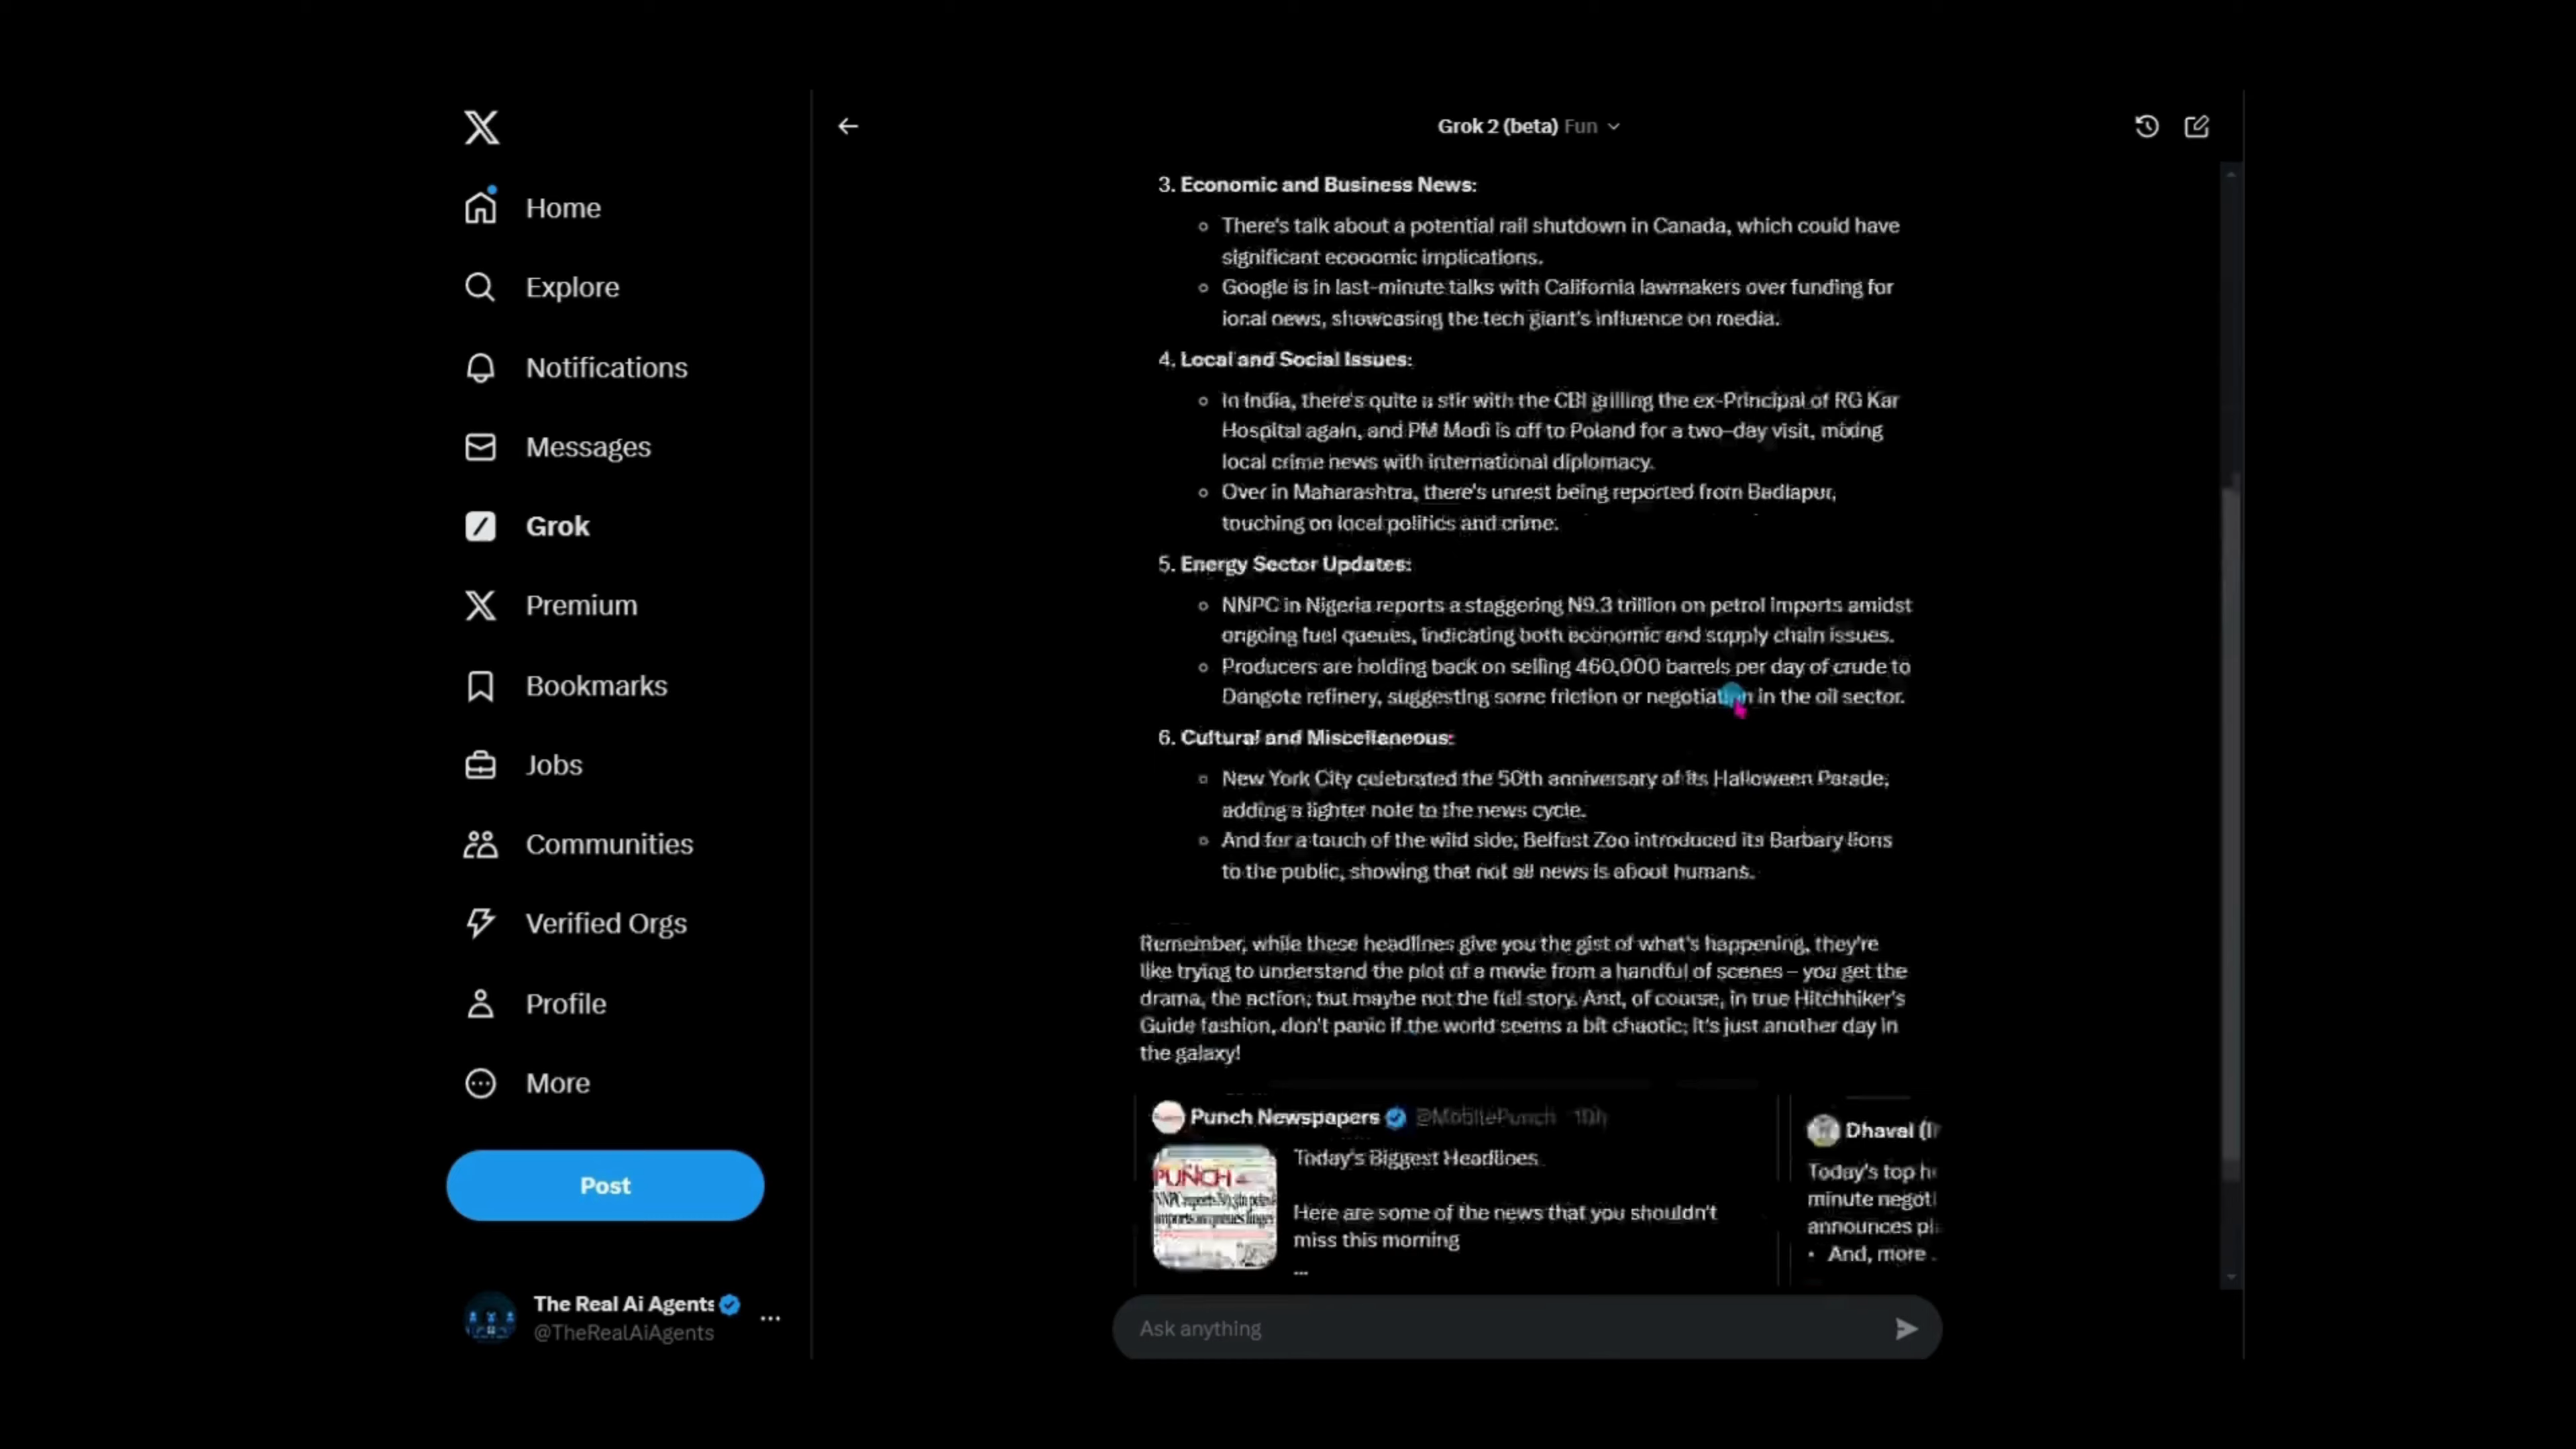 Home
Explore
Notifications
Messages
Grok
Premium
Bookmarks
Jobs
Communities
Verified Orgs
Profile
More
Post
The Real Ai Agents
@TheRealAiAgents
Grok 2 (beta) Fun
3. Economic and Business News:
There's talk about a potential rail shutdown in Canada, which could have
significant economic implications.
Google is in last-minute talks with California lawmakers over funding for
local news, showcasing the tech giant's influence on media.
4. Local and Social Issues:
In India, there's quite a stir with the CBI grilling the ex-Principal of RG Kar
Hospital again, and PM Modi is off to Poland for a two-day visit, mixing
local crime news with international diplomacy.
Over in Maharashtra, there's unrest being reported from Badlapur,
touching on local politics and crime.
5. Energy Sector Updates:
NNPC in Nigeria reports a staggering N9.3 trillion on petrol imports amidst
ongoing fuel queues, indicating both economic and supply chain issues.
Producers are holding back on selling 460,000 barrels per day of crude to
Dangote refinery, suggesting some friction or negotiation in the oil sector.
6. Cultural and Miscellaneous:
New York City celebrated the 50th anniversary of its Halloween Parade,
adding a lighter note to the news cycle.
And for a touch of the wild side, Belfast Zoo introduced its Barbary lions
to the public, showing that not all news is about humans.
Remember, while these headlines give you the gist of what's happening, they're
like trying to understand the plot of a movie from a handful of scenes – you get the
drama, the action, but maybe not the full story. And, of course, in true Hitchhiker's
Guide fashion, don't panic if the world seems a bit chaotic; it's just another day in
the galaxy!
Punch Newspapers @MobilePunch 10h
Today's Biggest Headlines
Here are some of the news that you shouldn't
miss this morning
...
PUNCH
Dhaval
Today's top
minute
announces
• And, more
Ask anything